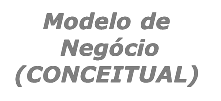 Modelo de
Negócio
(CONCEITUAL)